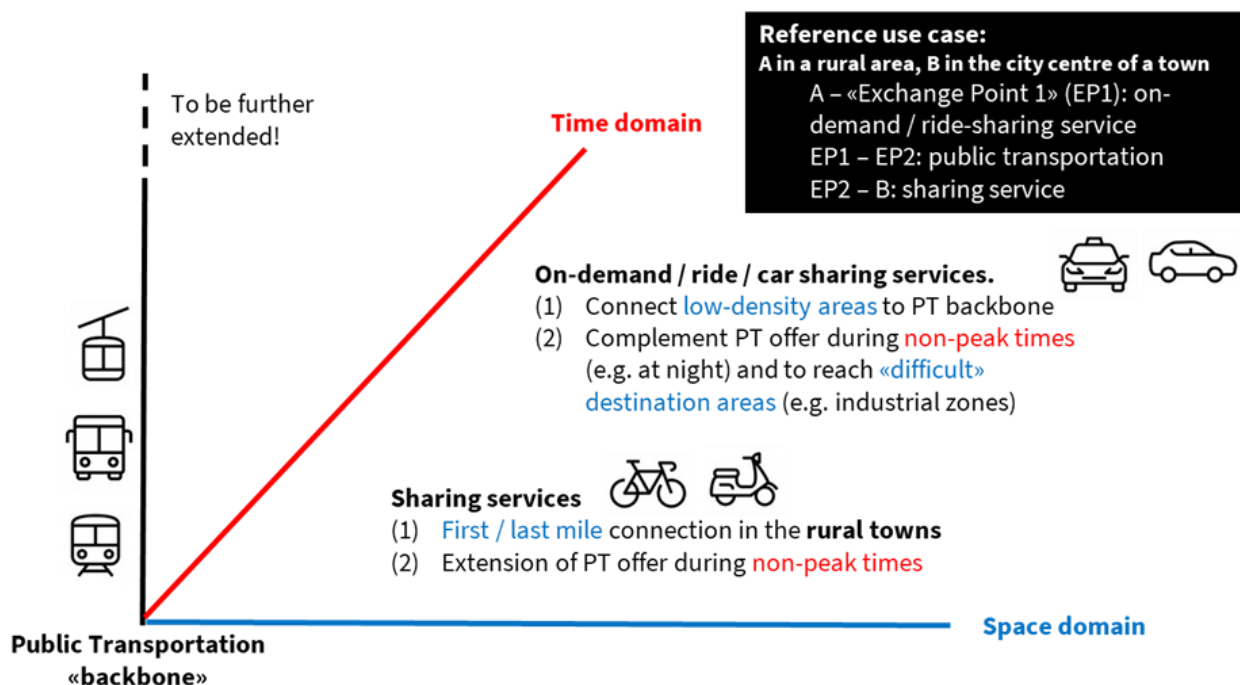 Reference use case:
A in a rural area, B in the city centre of a town
A – «Exchange Point 1» (EP1): on-
demand / ride-sharing service
EP1 – EP2: public transportation
EP2 – B: sharing service
To be further
extended!
Time domain
On-demand / ride / car sharing services.
(1) Connect low-density areas to PT backbone
(2) Complement PT offer during non-peak times
(e.g. at night) and to reach «difficult»
destination areas (e.g. industrial zones)
Sharing services
(1) First / last mile connection in the rural towns
(2) Extension of PT offer during non-peak times
Space domain
Public Transportation
«backbone»